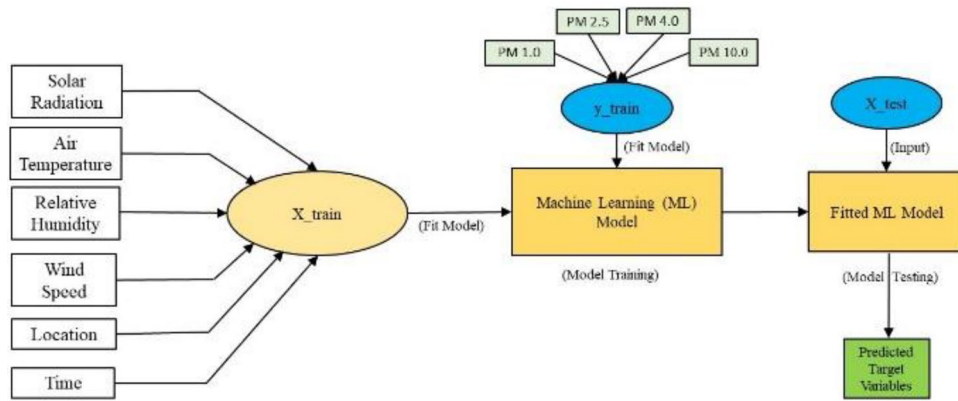 PM 2.5
PM 4.0
PM 1.0
PM 10.0
Solar
Radiation
Air
Temperature
Relative
Humidity
Wind
Speed
Location
Time
X_train
(Fit Model)
y_train
(Fit Model)
Machine Learning (ML)
Model
(Model Training)
X_test
(Input)
Fitted ML Model
(Model Testing)
Predicted
Target
Variables